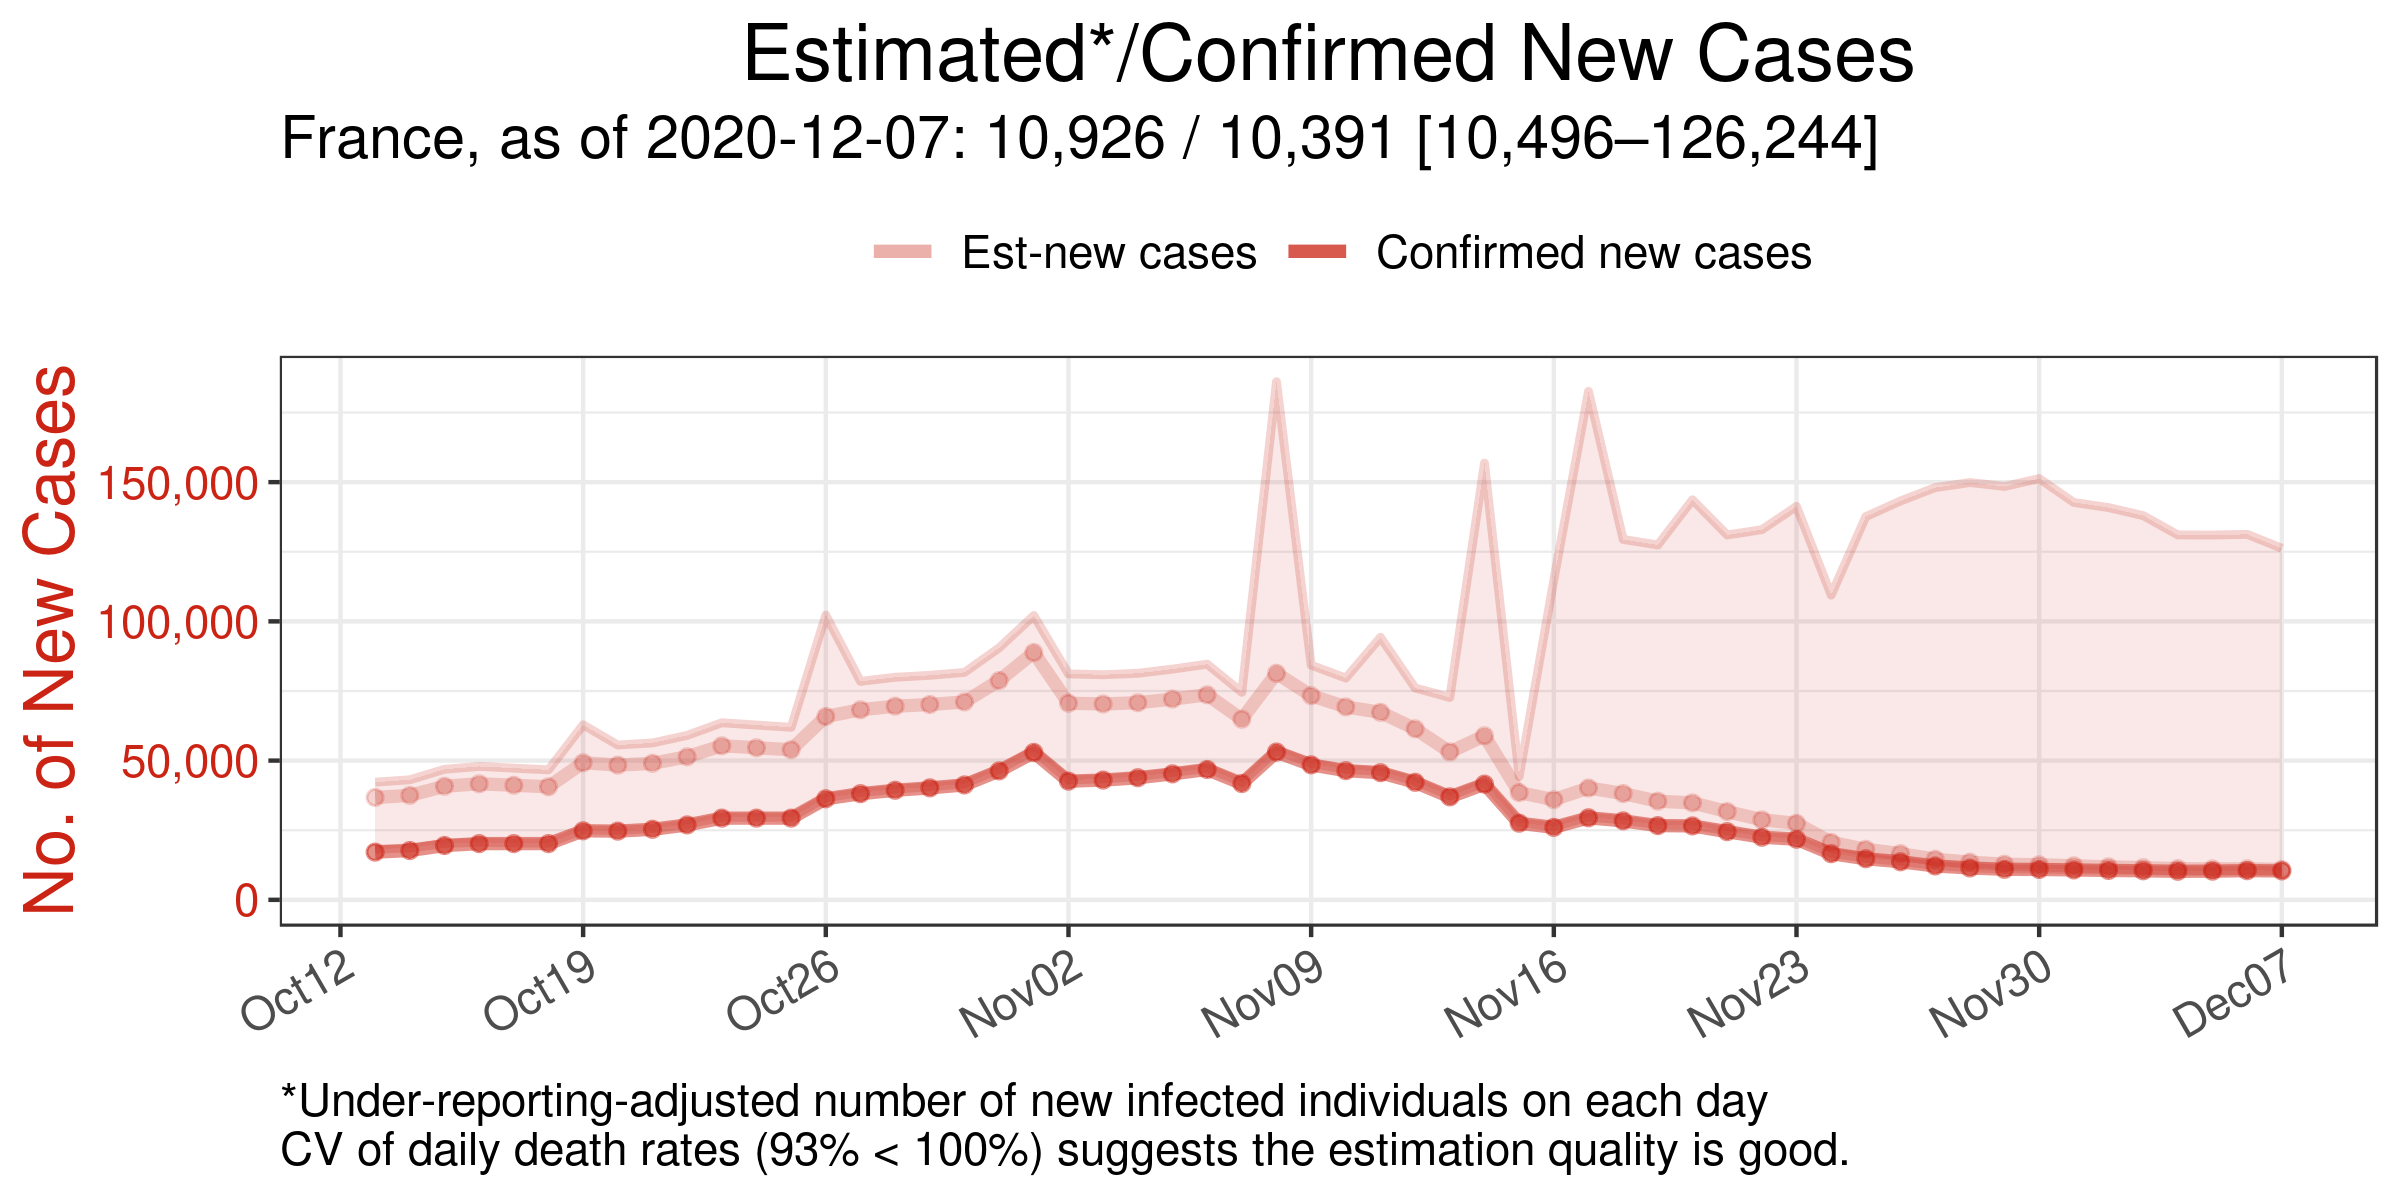 Estimated*/Confirmed New Cases
France, as of 2020-12-07: 10,926 / 10,391 [10,496–126,244]
Est-new cases
Confirmed new cases
No. of New Cases
150,000
100,000
50,000
0
Oct12
Oct19
Oct26
Nov02
Nov09
Nov16
Nov23
Nov30
Dec07
*Under-reporting-adjusted number of new infected individuals on each day
CV of daily death rates (93% < 100%) suggests the estimation quality is good.